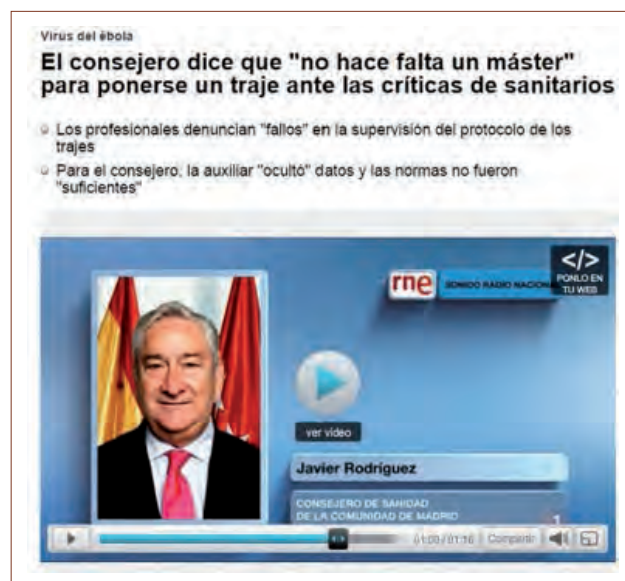 Virus del ébola
El consejero dice que "no hace falta un máster"
para ponerse un traje ante las críticas de sanitarios
Los profesionales denuncian "fallos" en la supervisión del protocolo de los
trajes
Para el consejero, la auxiliar "ocultó" datos y las normas no fueron
"suficientes"
</>
PONLO EN
TU WEB
rne SONIDO RADIO NACIONAL
ver vídeo
Javier Rodríguez
CONSEJERO DE SANIDAD
DE LA COMUNIDAD DE MADRID
01:00 / 01:16 Compartir